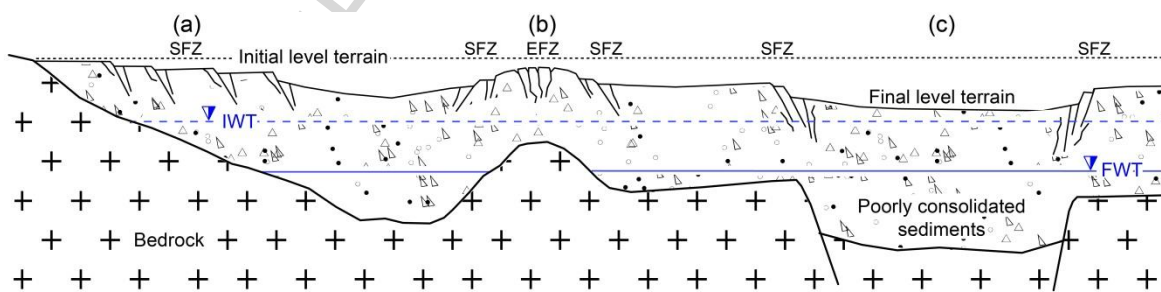 (a) (b) (c)
SFZ Initial level terrain SFZ EFZ SFZ SFZ SFZ
Final level terrain
IWT
FWT
Poorly consolidated
sediments
Bedrock